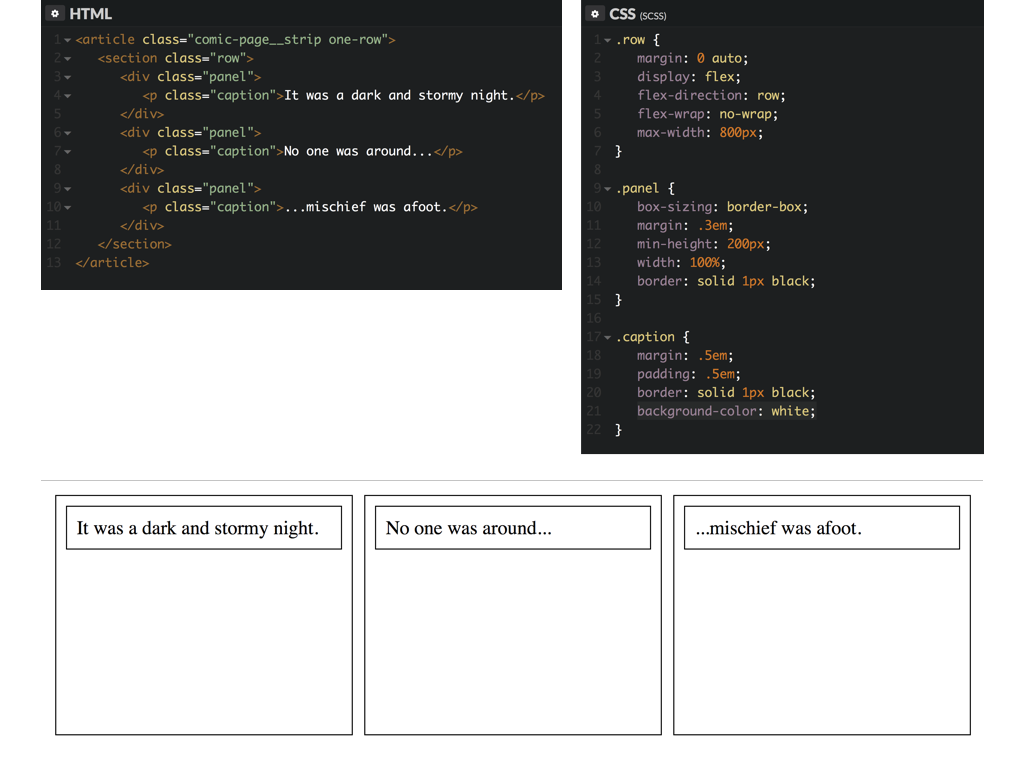 HTML
1 <article class="comic-page__strip one-row">
2 <section class="row">
3 <div class="panel">
4 <p class="caption">It was a dark and stormy night.</p>
5 </div>
6 <div class="panel">
7 <p class="caption">No one was around...</p>
8 </div>
9 <div class="panel">
10 <p class="caption">...mischief was afoot.</p>
11 </div>
12 </section>
13 </article>
CSS (SCSS)
1 .row {
2 margin: 0 auto;
3 display: flex;
4 flex-direction: row;
5 flex-wrap: no-wrap;
6 max-width: 800px;
7 }
8
9 .panel {
10 box-sizing: border-box;
11 margin: .3em;
12 min-height: 200px;
13 width: 100%;
14 border: solid 1px black;
15 }
16
17 .caption {
18 margin: .5em;
19 padding: .5em;
20 border: solid 1px black;
21 background-color: white;
22 }
It was a dark and stormy night.
No one was around...
...mischief was afoot.